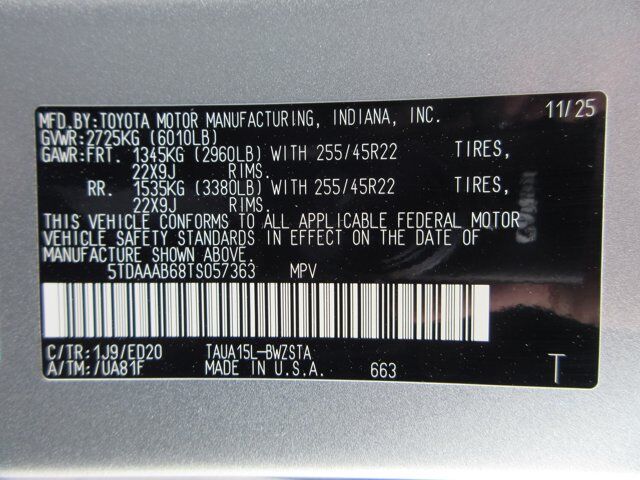 MFD.BY:TOYOTA MOTOR MANUFACTURING, INDIANA, INC. 11/25
GVWR:2725KG (6010LB)
GAWR:FRT. 1345KG (2960LB) WITH 255/45R22 TIRES,
22X9J RIMS.
RR. 1535KG (3380LB) WITH 255/45R22 TIRES,
22X9J RIMS.
THIS VEHICLE CONFORMS TO ALL APPLICABLE FEDERAL MOTOR
VEHICLE SAFETY STANDARDS IN EFFECT ON THE DATE OF
MANUFACTURE SHOWN ABOVE.
5TDAAAB68TS057363 MPV
C/TR:1J9/ED20 TAUA15L-BWZSTA
A/TM:/UA81F MADE IN U.S.A. 663 T